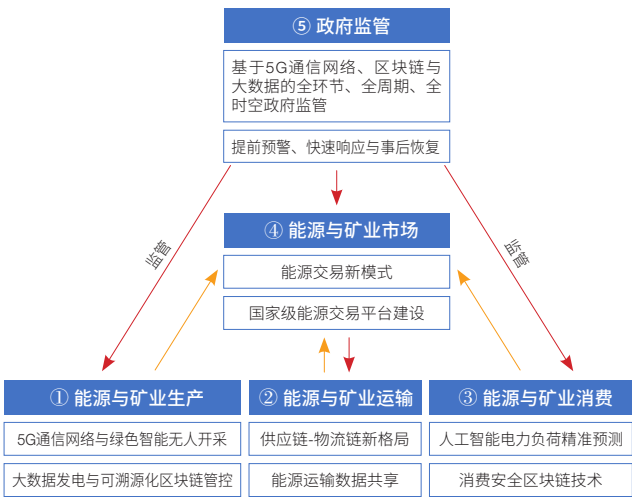 ⑤ 政府监管
基于5G通信网络、区块链与
大数据的全环节、全周期、全
时空政府监管
提前预警、快速响应与事后恢复
监管
监管
④ 能源与矿业市场
能源交易新模式
国家级能源交易平台建设
① 能源与矿业生产
5G通信网络与绿色智能无人开采
大数据发电与可溯源化区块链管控
② 能源与矿业运输
供应链-物流链新格局
能源运输数据共享
③ 能源与矿业消费
人工智能电力负荷精准预测
消费安全区块链技术